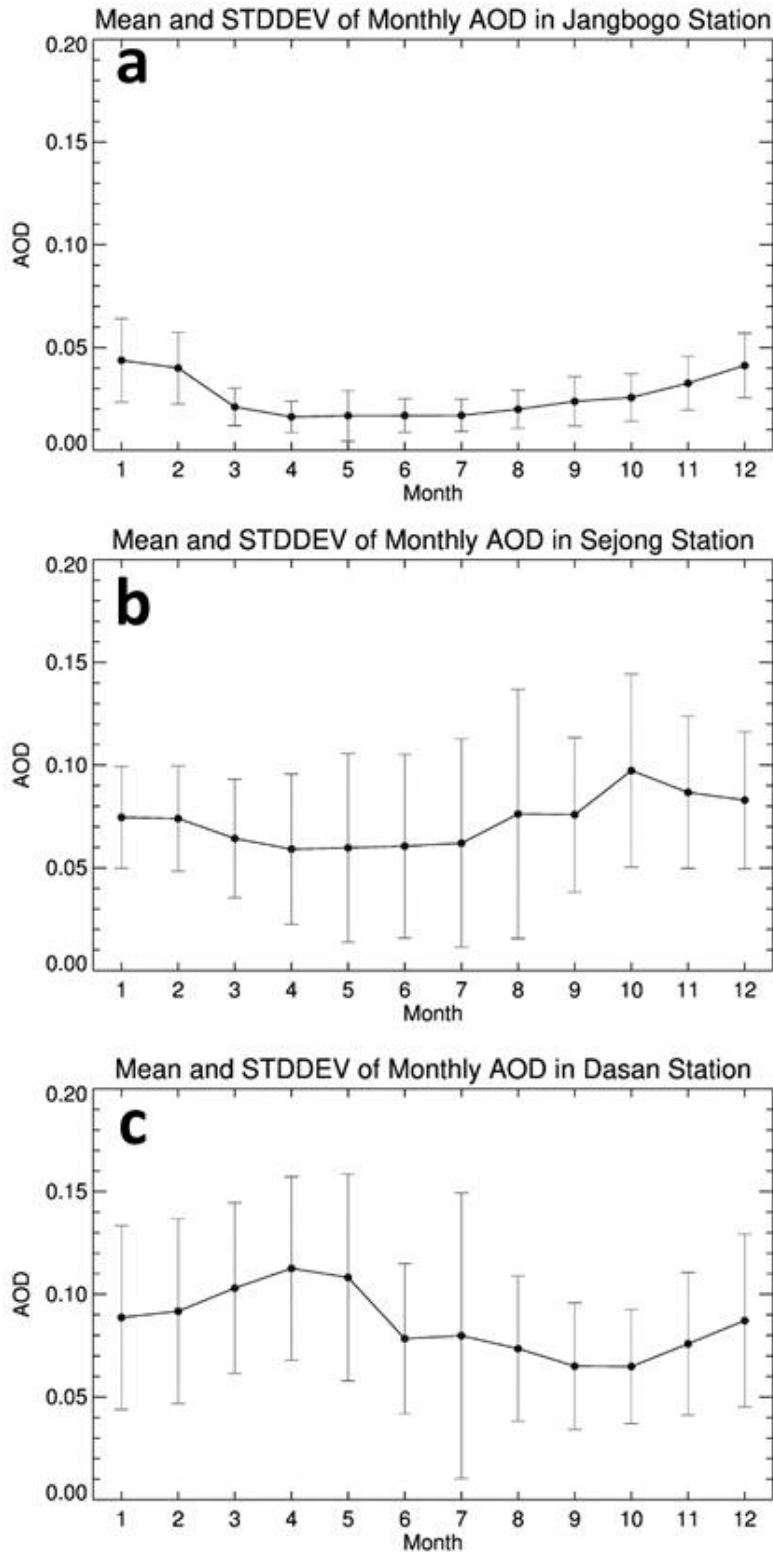 Mean and STDDEV of Monthly AOD in Jangbogo Station
a
0.20
0.15
0.10
0.05
0.00
AOD
1 2 3 4 5 6 7 8 9 10 11 12
Month
Mean and STDDEV of Monthly AOD in Sejong Station
b
0.20
0.15
0.10
0.05
0.00
AOD
1 2 3 4 5 6 7 8 9 10 11 12
Month
Mean and STDDEV of Monthly AOD in Dasan Station
c
0.20
0.15
0.10
0.05
0.00
AOD
1 2 3 4 5 6 7 8 9 10 11 12
Month